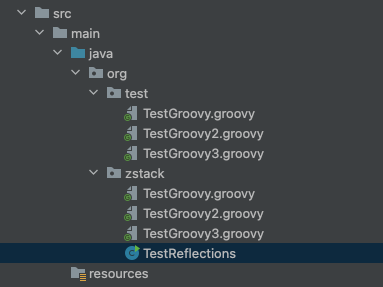 src
main
java
org
test
TestGroovy.groovy
TestGroovy2.groovy
TestGroovy3.groovy
zstack
TestGroovy.groovy
TestGroovy2.groovy
TestGroovy3.groovy
TestReflections
resources